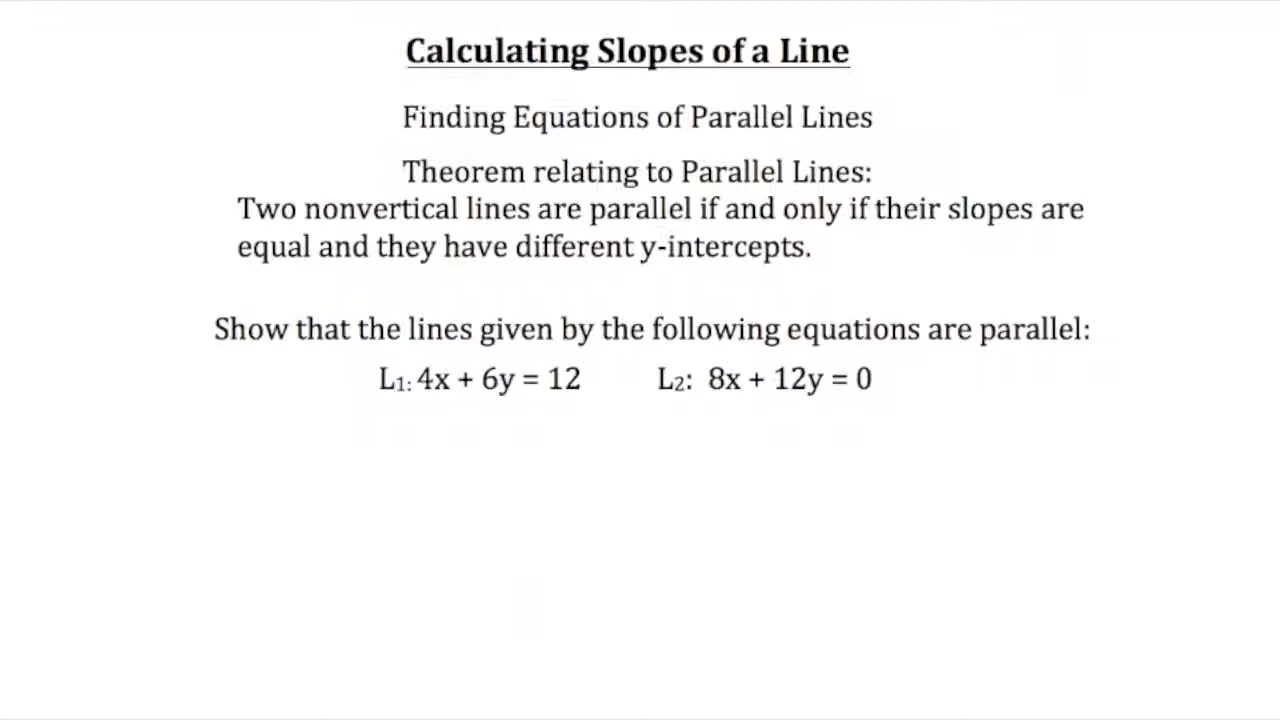 Calculating Slopes of a Line
Finding Equations of Parallel Lines
Theorem relating to Parallel Lines:
Two nonvertical lines are parallel if and only if their slopes are
equal and they have different y-intercepts.
Show that the lines given by the following equations are parallel:
L₁: 4x + 6y = 12 L₂: 8x + 12y = 0